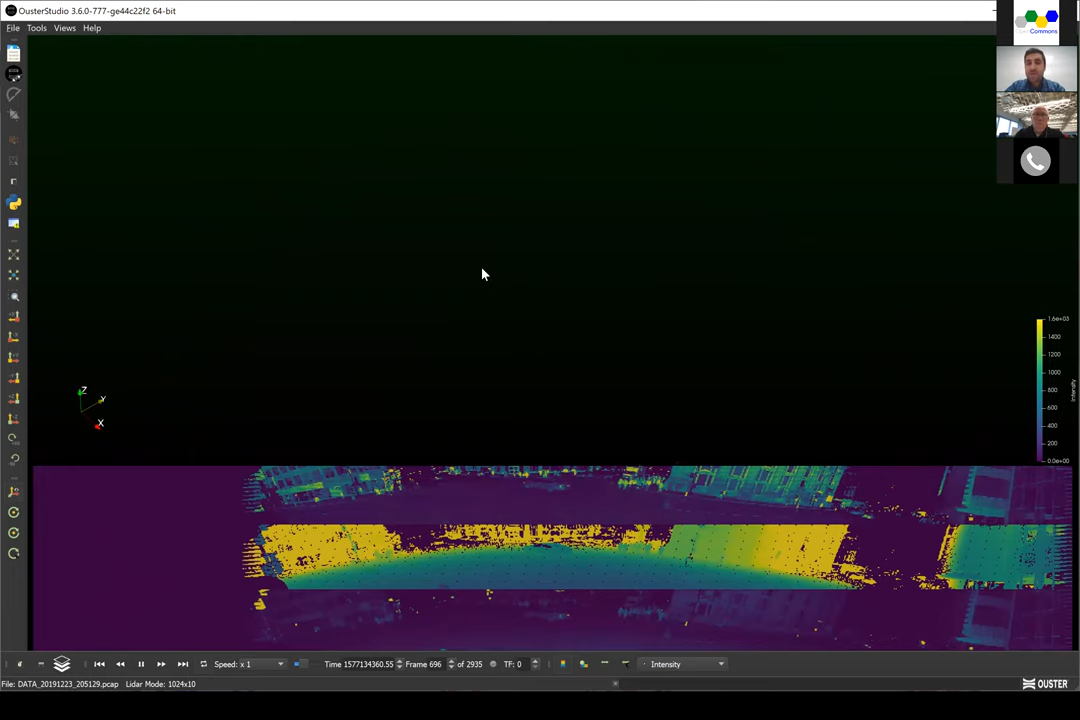 OusterStudio 3.6.0-777-ge44c22f2 64-bit
File Tools Views Help
Open Commons
1.6e+03
1400
1200
1000
800
600
400
200
0.0e+00
Intensity
Z
Y
X
Speed: x 1
Time 1577134360.55
Frame 696
of 2935
TF: 0
Intensity
File: DATA_20191223_205129.pcap
Lidar Mode: 1024x10
OUSTER